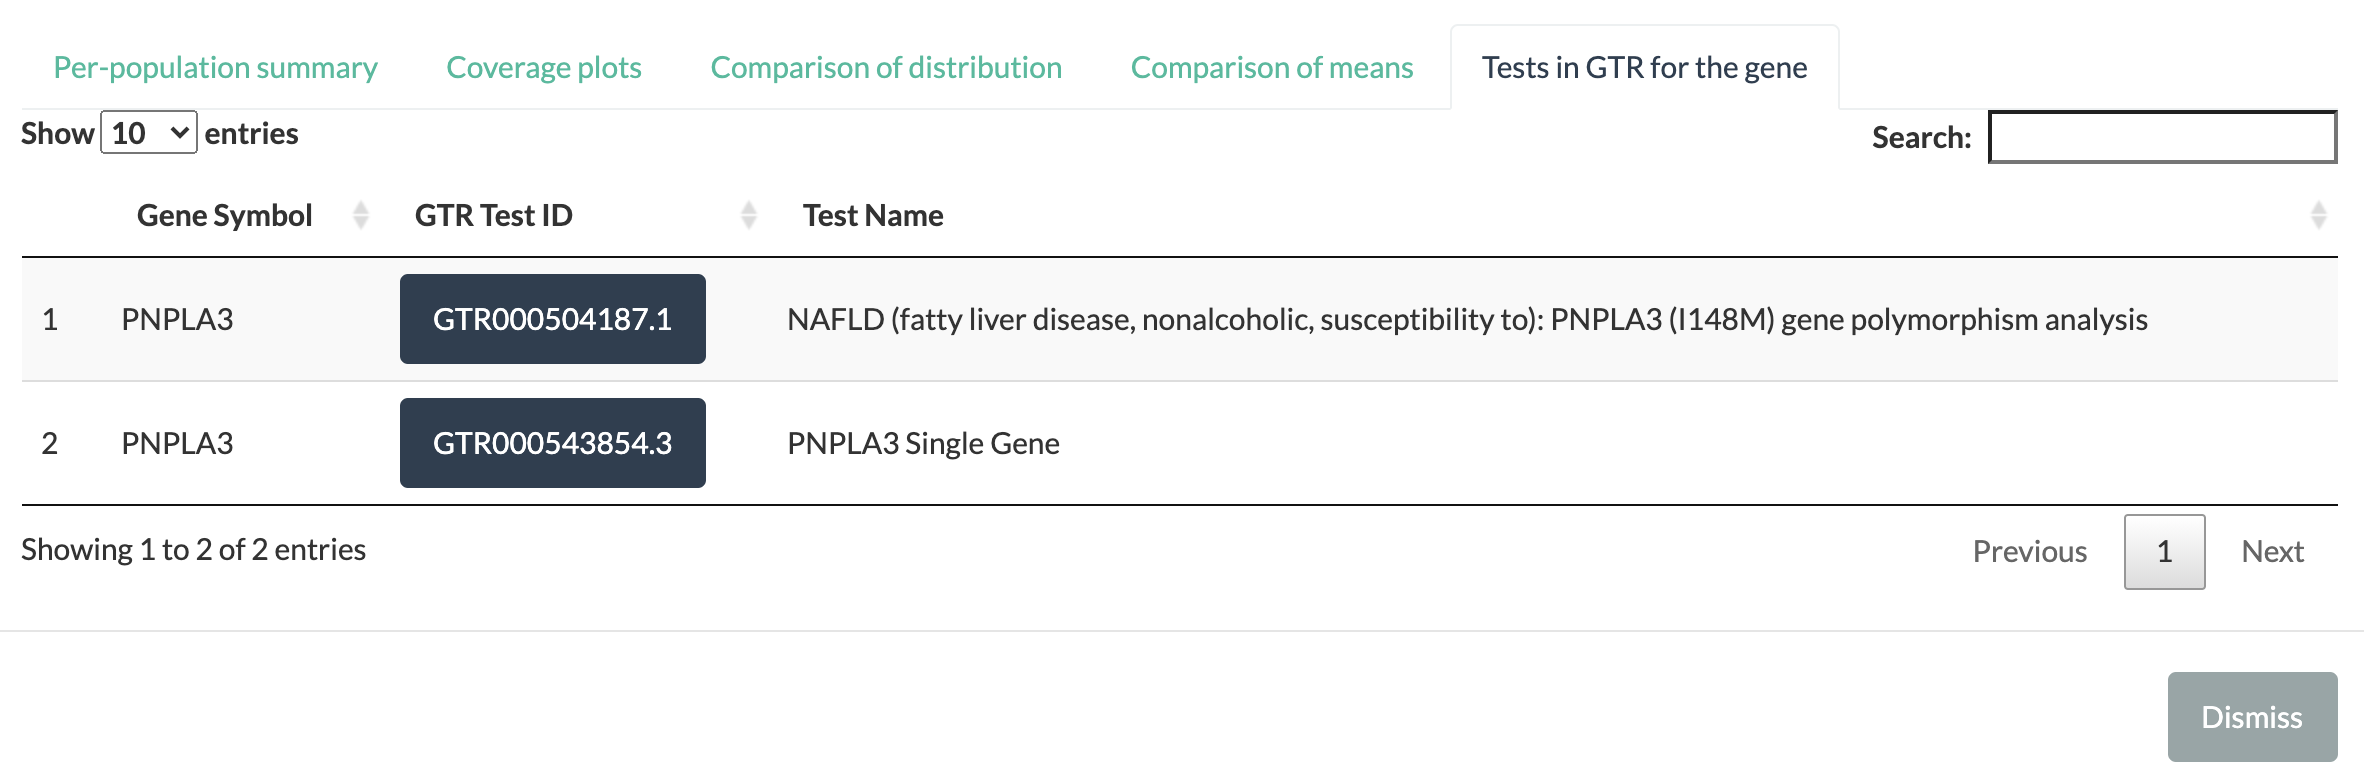 Per-population summary Coverage plots Comparison of distribution Comparison of means Tests in GTR for the gene
Show 10 entries Search:
Gene Symbol GTR Test ID Test Name
1 PNPLA3 GTR000504187.1 NAFLD (fatty liver disease, nonalcoholic, susceptibility to): PNPLA3 (I148M) gene polymorphism analysis
2 PNPLA3 GTR000543854.3 PNPLA3 Single Gene
Showing 1 to 2 of 2 entries Previous 1 Next
Dismiss